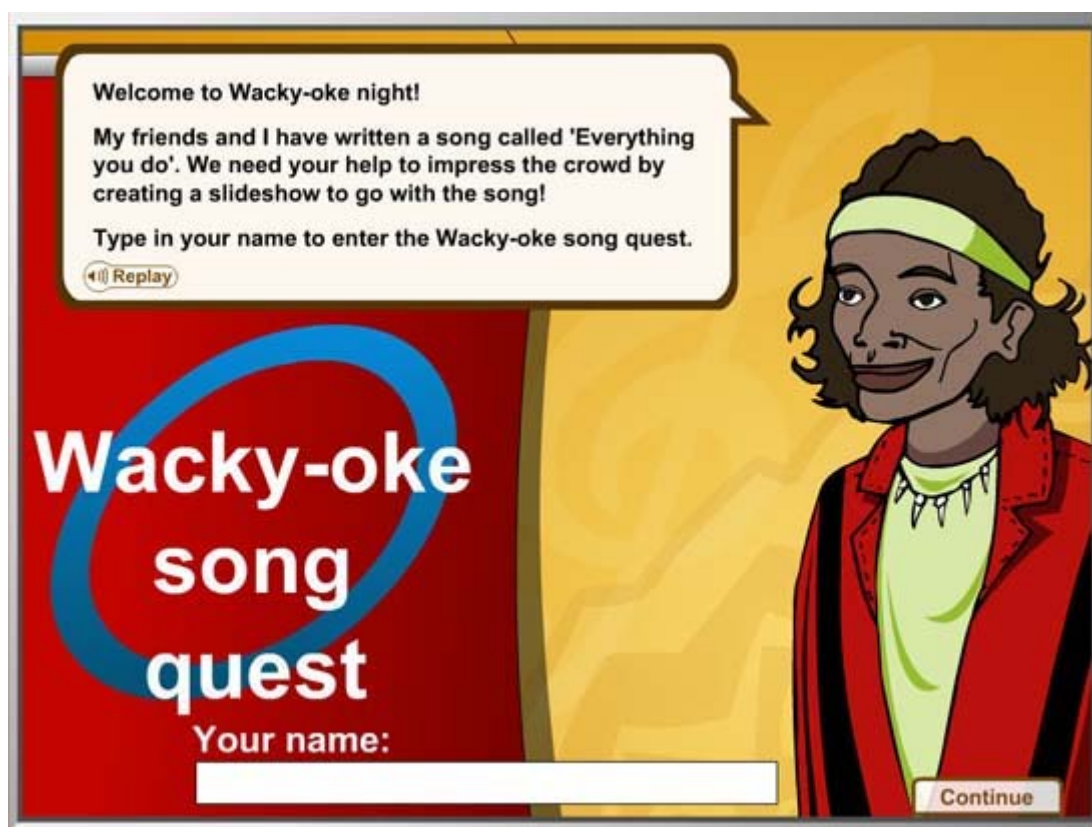 Welcome to Wacky-oke night!
My friends and I have written a song called 'Everything
you do'. We need your help to impress the crowd by
creating a slideshow to go with the song!
Type in your name to enter the Wacky-oke song quest.
Replay
Wacky-oke
song
quest
Your name:
Continue